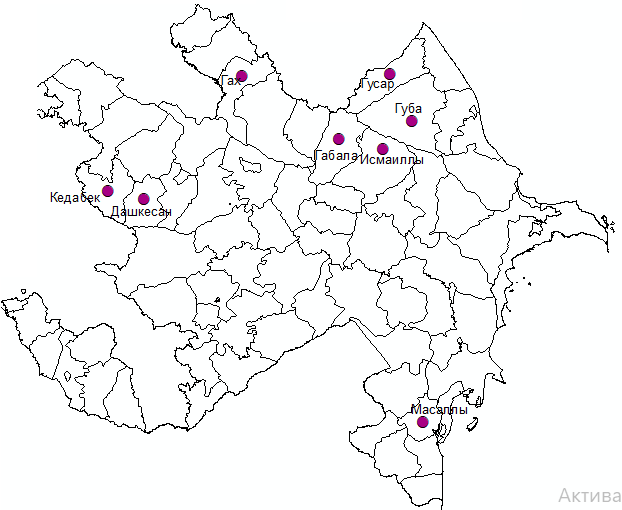 Гах
Гусар
Губа
Габала
Исмаиллы
Кедабек
Дашкесан
Масаллы
Актива